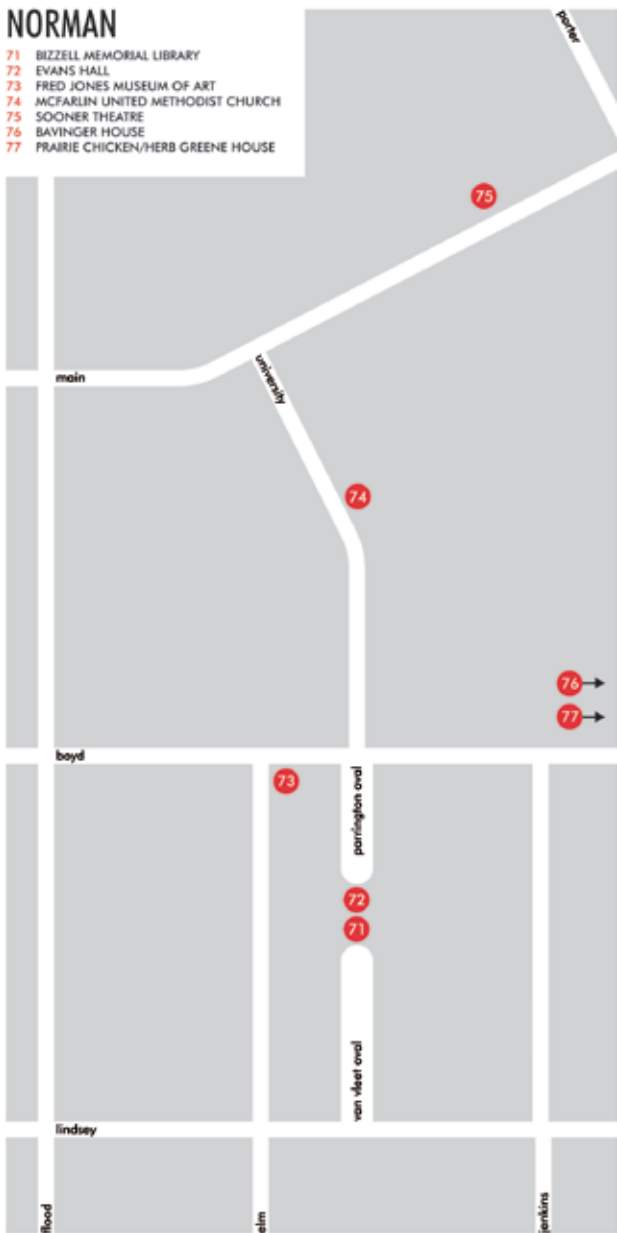 NORMAN
71 BIZZELL MEMORIAL LIBRARY
72 EVANS HALL
73 FRED JONES MUSEUM OF ART
74 MCFARLIN UNITED METHODIST CHURCH
75 SOONER THEATRE
76 BAVINGER HOUSE
77 PRAIRIE CHICKEN/HERB GREENE HOUSE
porter
75
main
university
74
76
77
boyd
73
parrington oval
72
71
van vleet oval
lindsey
flood
elm
jenkins